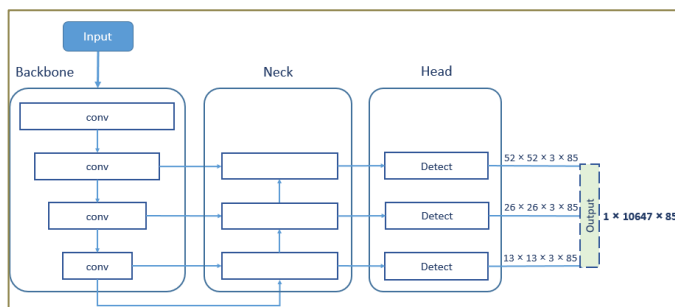 Input
Backbone
Neck
Head
conv
conv
Detect
52 × 52 × 3 × 85
conv
Detect
26 × 26 × 3 × 85
Output
1 × 10647 × 85
conv
Detect
13 × 13 × 3 × 85